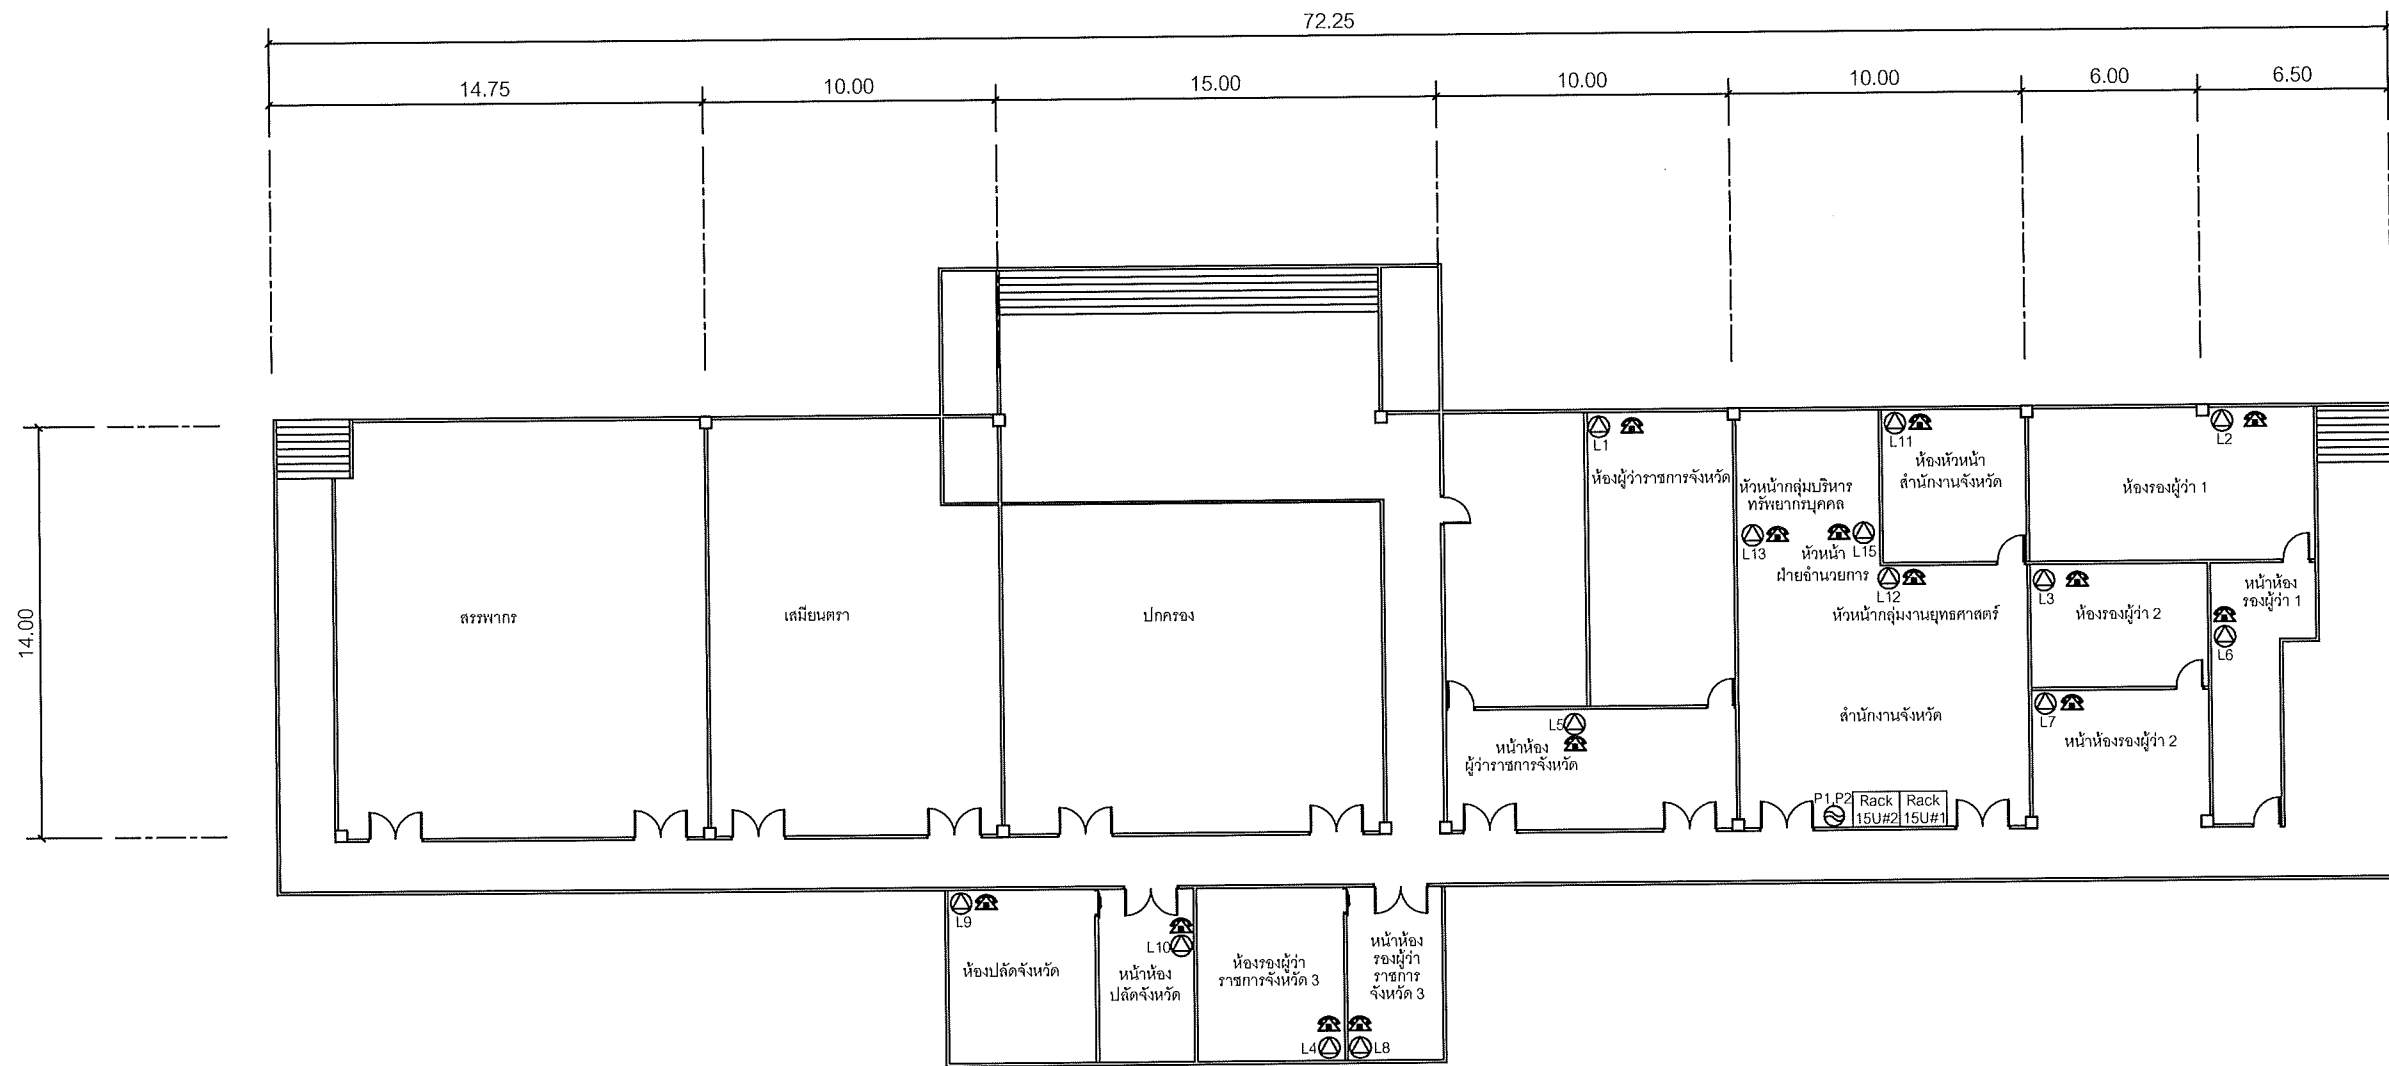 72.25
14.75
10.00
15.00
10.00
10.00
6.00
6.50
14.00
L1
L11
L2
ห้องผู้ว่าราชการจังหวัด
หัวหน้ากลุ่มบริหาร
ทรัพยากรบุคคล
ห้องหัวหน้า
สำนักงานจังหวัด
ห้องรองผู้ว่า 1
L13
L15
หัวหน้า
ฝ่ายอำนวยการ
L12
หัวหน้ากลุ่มงานยุทธศาสตร์
L3
ห้องรองผู้ว่า 2
หน้าห้อง
รองผู้ว่า 1
L6
สรรพากร
เสมียนตรา
ปกครอง
สำนักงานจังหวัด
L7
หน้าห้องรองผู้ว่า 2
L5
หน้าห้อง
ผู้ว่าราชการจังหวัด
P1,P2
Rack
15U#2
Rack
15U#1
L9
ห้องปลัดจังหวัด
L10
หน้าห้อง
ปลัดจังหวัด
ห้องรองผู้ว่า
ราชการจังหวัด 3
หน้าห้อง
รองผู้ว่า
ราชการ
จังหวัด 3
L4
L8